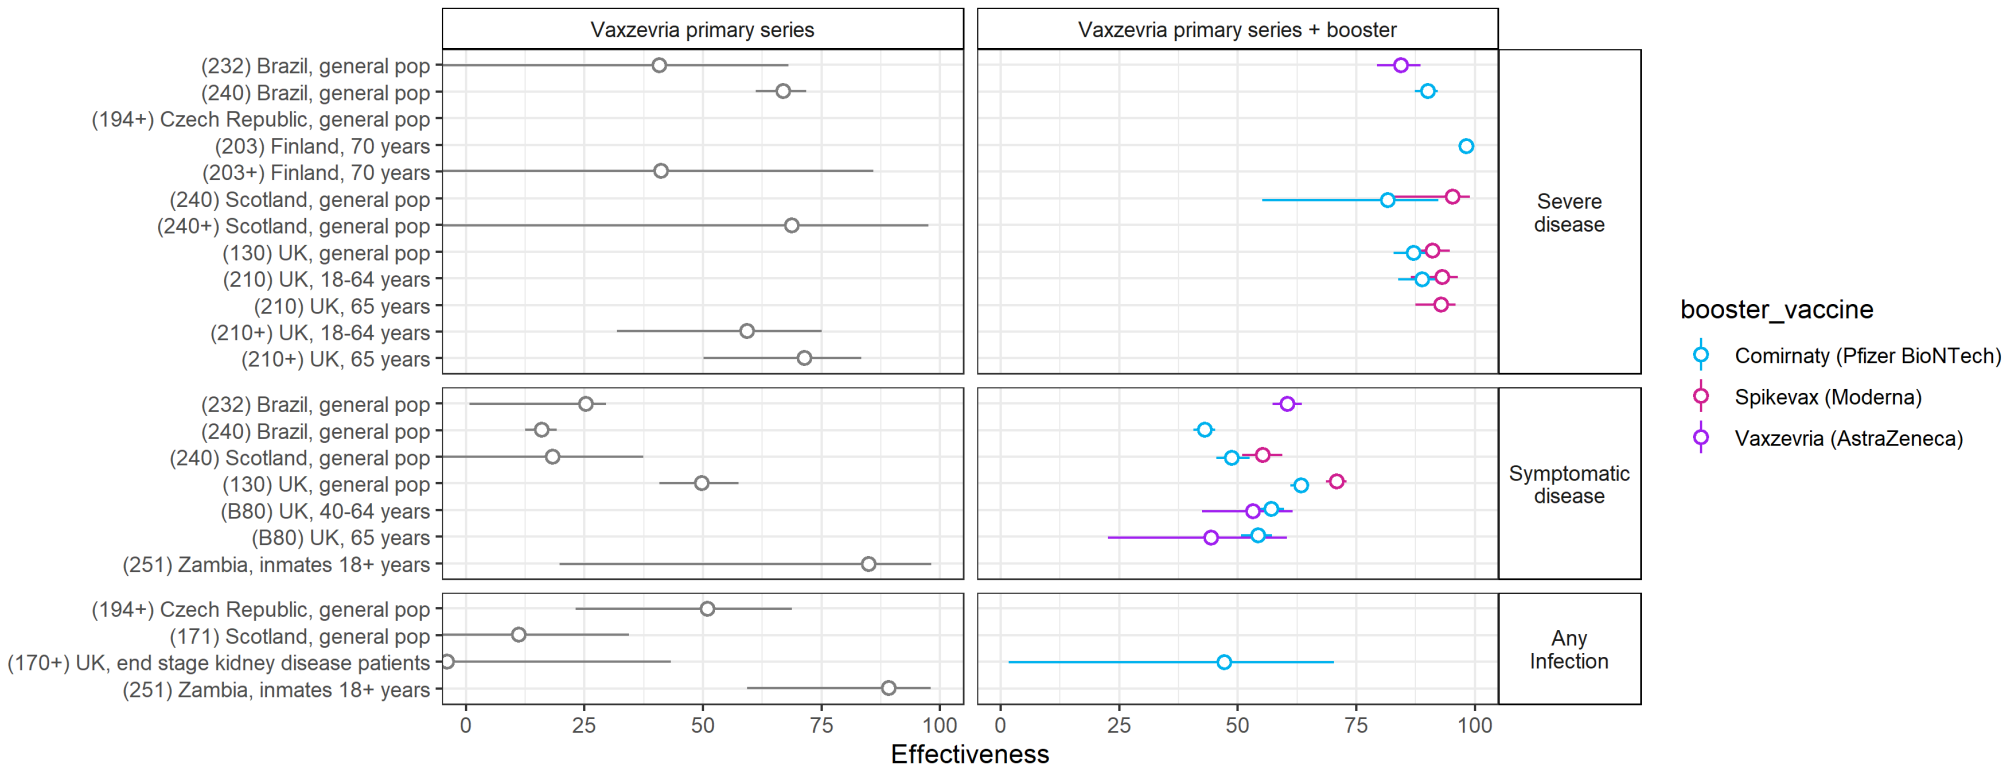 Vaxzevria primary series
Vaxzevria primary series + booster
(232) Brazil, general pop
(240) Brazil, general pop
(194+) Czech Republic, general pop
(203) Finland, 70 years
(203+) Finland, 70 years
(240) Scotland, general pop
(240+) Scotland, general pop
(130) UK, general pop
(210) UK, 18-64 years
(210) UK, 65 years
(210+) UK, 18-64 years
(210+) UK, 65 years
Severe
disease
(232) Brazil, general pop
(240) Brazil, general pop
(240) Scotland, general pop
(130) UK, general pop
(B80) UK, 40-64 years
(B80) UK, 65 years
(251) Zambia, inmates 18+ years
Symptomatic
disease
(194+) Czech Republic, general pop
(171) Scotland, general pop
(170+) UK, end stage kidney disease patients
(251) Zambia, inmates 18+ years
Any
Infection
0 25 50 75 100
0 25 50 75 100
Effectiveness
booster_vaccine
Comirnaty (Pfizer BioNTech)
Spikevax (Moderna)
Vaxzevria (AstraZeneca)